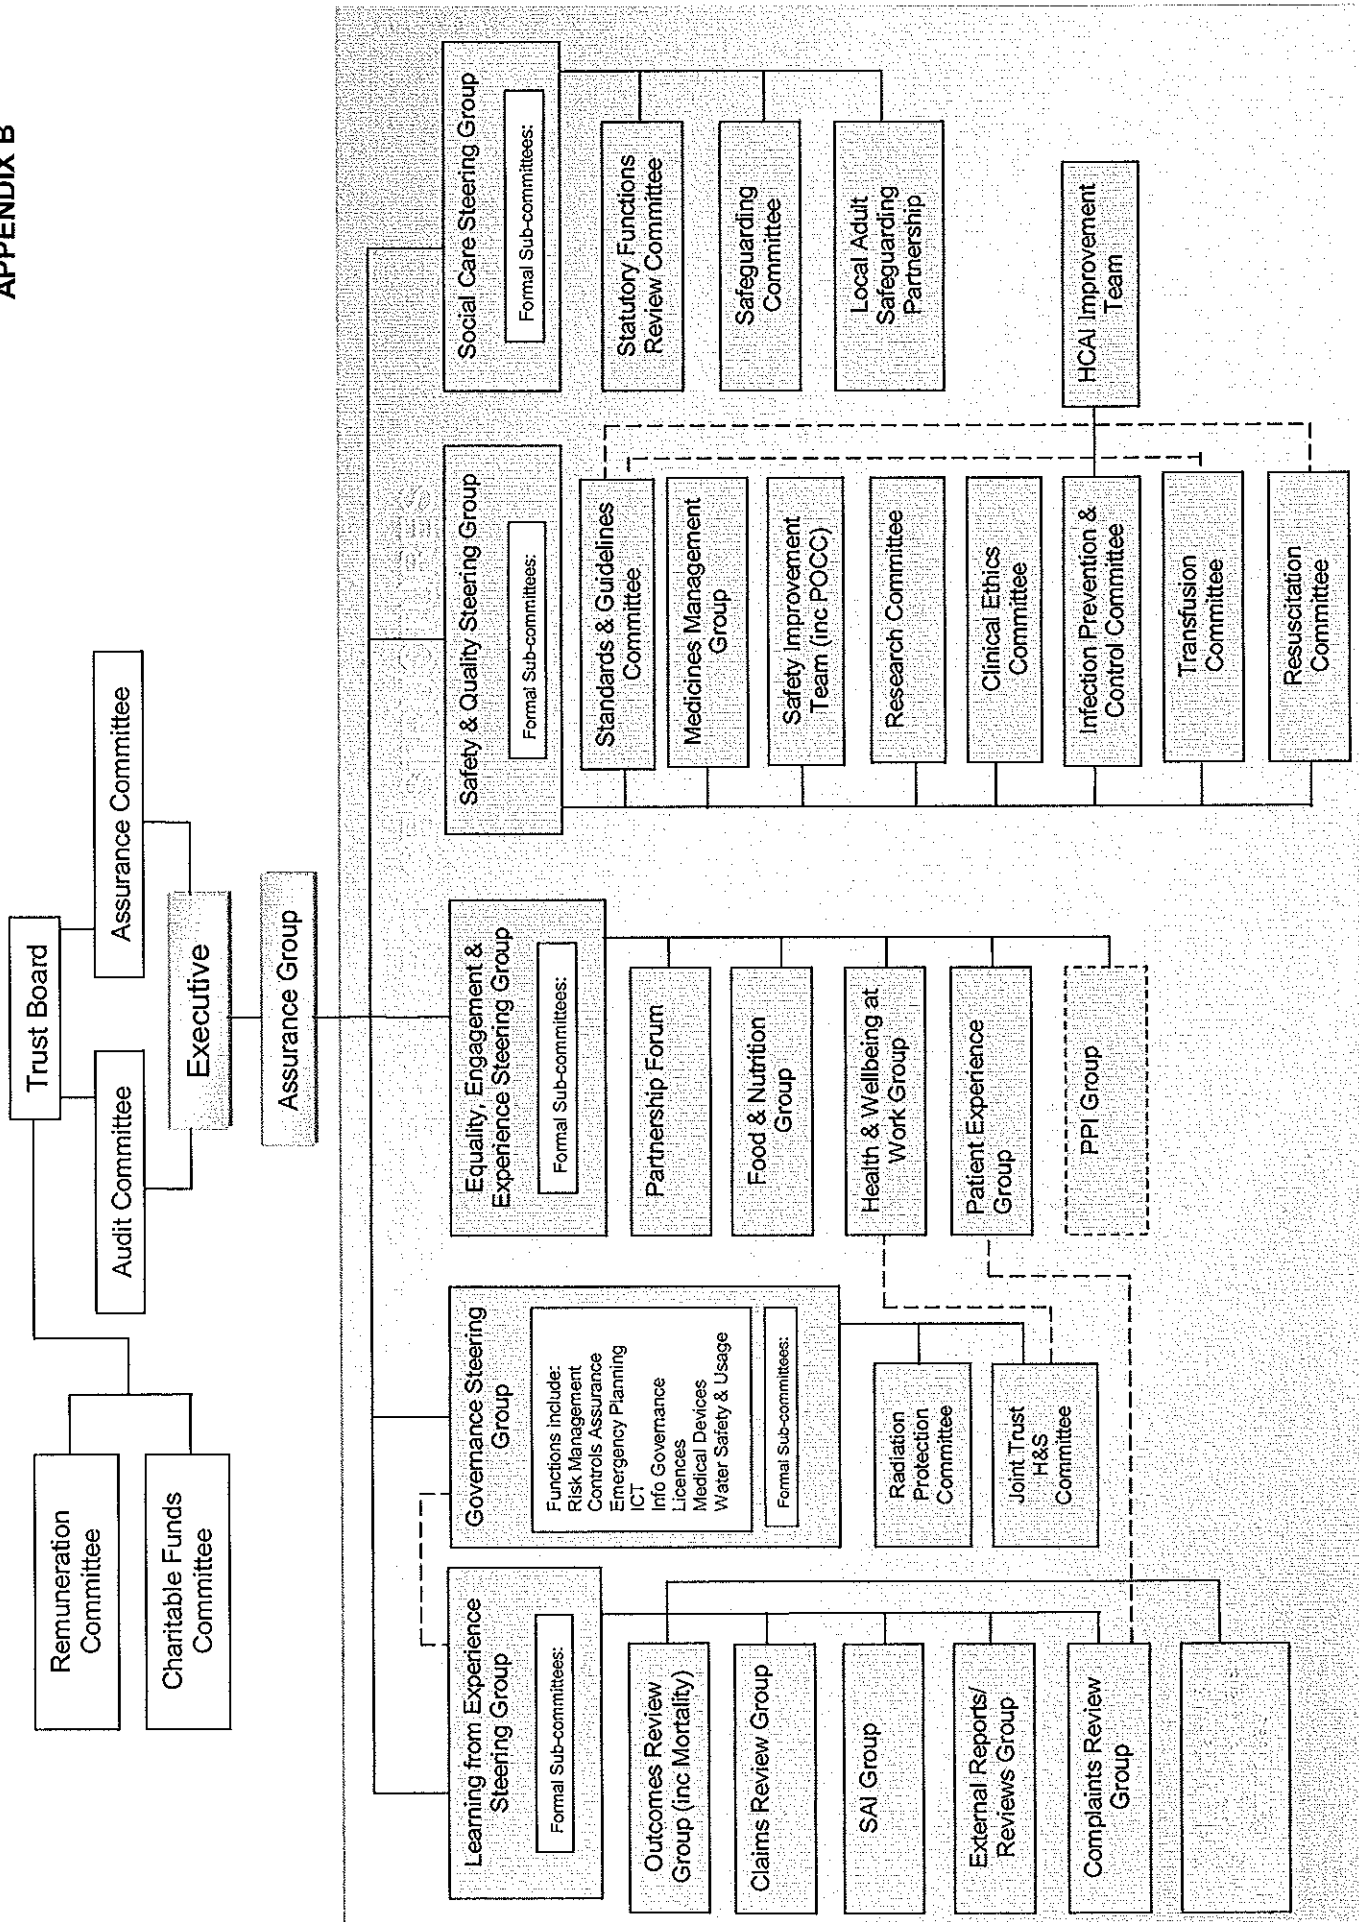 APPENDIX B
Trust Board
Remuneration
Committee
Charitable Funds
Committee
Audit Committee
Assurance Committee
Executive
Assurance Group
Learning from Experience
Steering Group
Formal Sub-committees:
Outcomes Review
Group (inc Mortality)
Claims Review Group
SAI Group
External Reports/
Reviews Group
Complaints Review
Group
Governance Steering
Group
Functions include:
Risk Management
Controls Assurance
Emergency Planning
ICT
Info Governance
Licences
Medical Devices
Water Safety & Usage
Formal Sub-committees:
Radiation
Protection
Committee
Joint Trust
H&S
Committee
Equality, Engagement &
Experience Steering Group
Formal Sub-committees:
Partnership Forum
Food & Nutrition
Group
Health & Wellbeing at
Work Group
Patient Experience
Group
PPI Group
Safety & Quality Steering Group
Formal Sub-committees:
Standards & Guidelines
Committee
Medicines Management
Group
Safety Improvement
Team (inc POCC)
Research Committee
Clinical Ethics
Committee
Infection Prevention &
Control Committee
Transfusion
Committee
Resuscitation
Committee
HCAI Improvement
Team
Social Care Steering Group
Formal Sub-committees:
Statutory Functions
Review Committee
Safeguarding
Committee
Local Adult
Safeguarding
Partnership